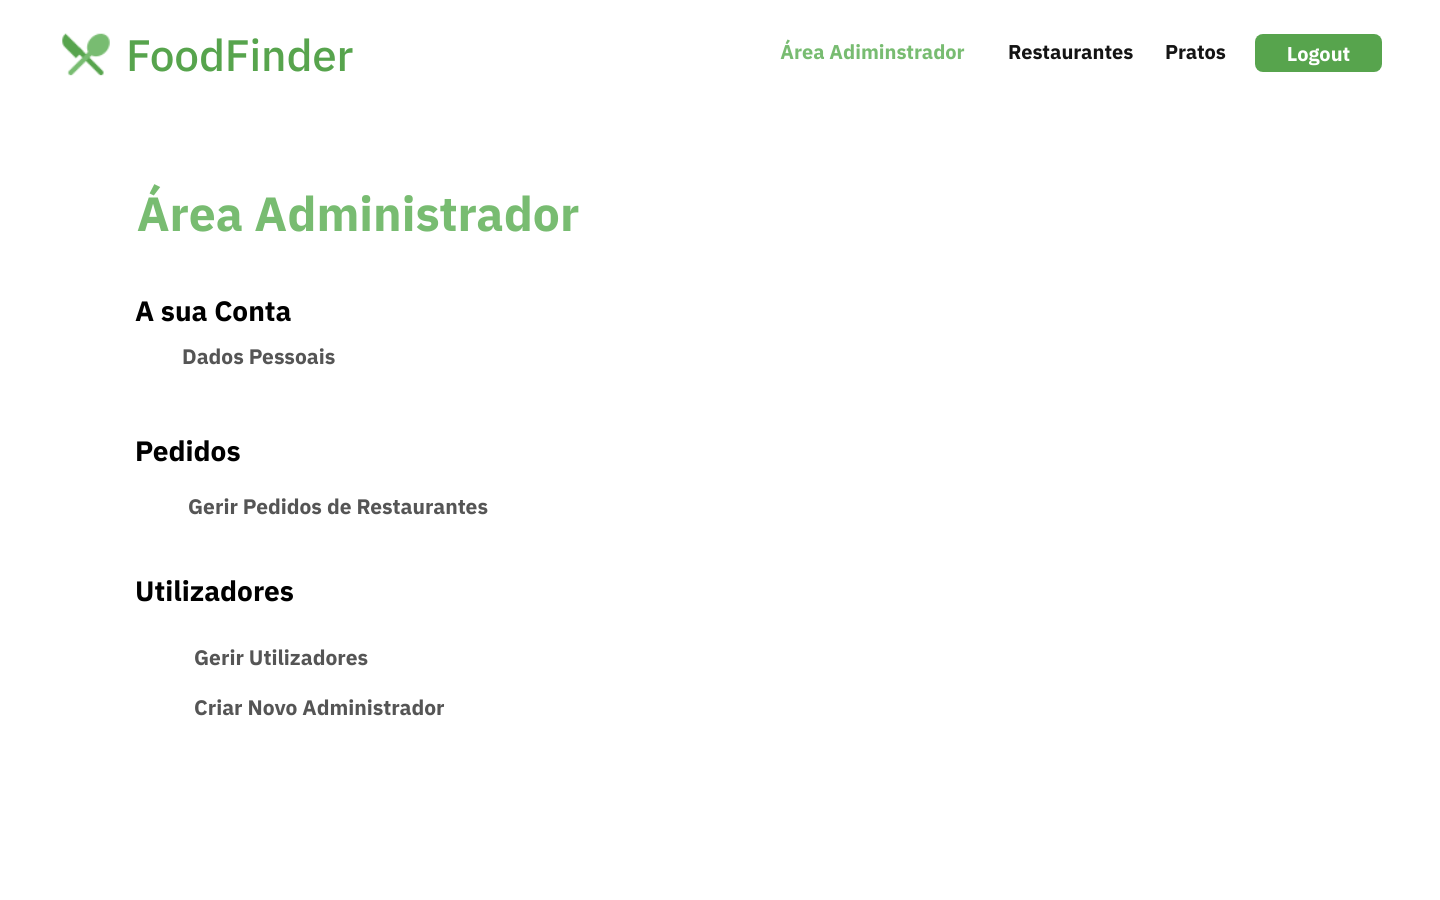 FoodFinder
Área Adiminstrador
Restaurantes
Pratos
Logout
Área Administrador
A sua Conta
Dados Pessoais
Pedidos
Gerir Pedidos de Restaurantes
Utilizadores
Gerir Utilizadores
Criar Novo Administrador